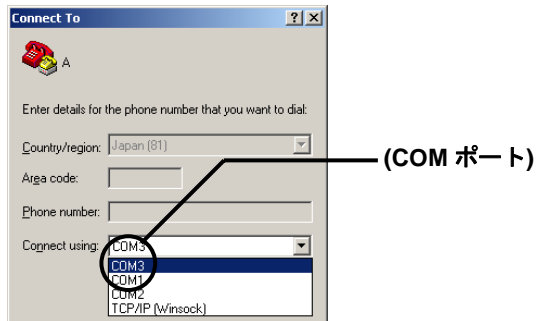 Connect To
A
Enter details for the phone number that you want to dial:
Country/region: Japan (81)
(COM ポート)
Area code:
Phone number:
Connect using: COM3
COM3
COM1
COM2
TCP/IP (Winsock)